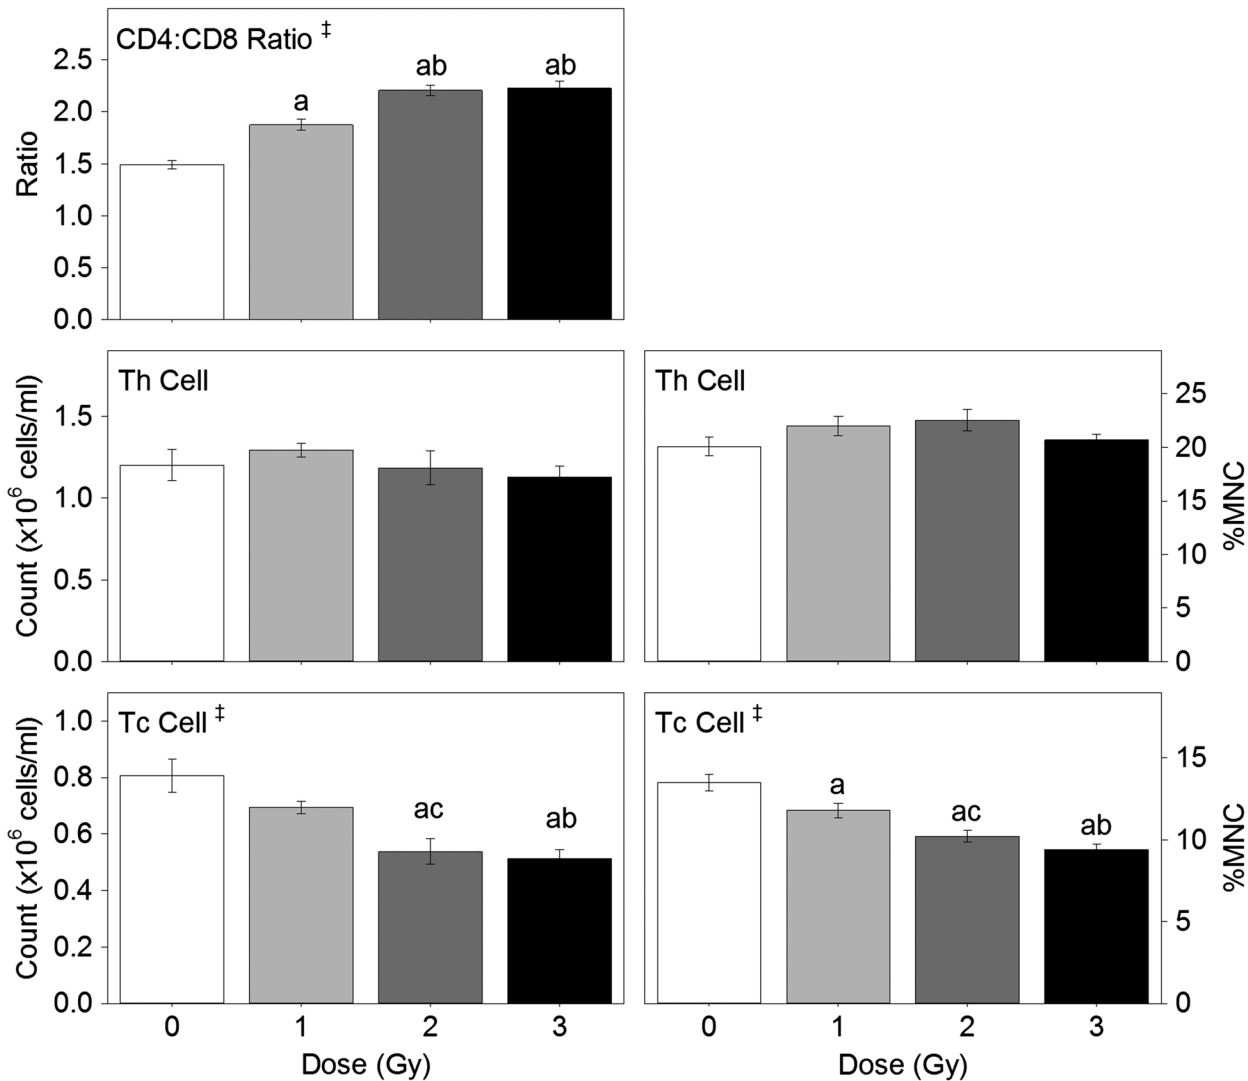 CD4:CD8 Ratio ‡
2.5
2.0
1.5
1.0
0.5
0.0
Ratio
a
ab
ab
Th Cell
1.5
1.0
0.5
0.0
Count (x10⁶ cells/ml)
Th Cell
25
20
15
10
5
0
%MNC
Tc Cell ‡
1.0
0.8
0.6
0.4
0.2
0.0
Count (x10⁶ cells/ml)
ac
ab
0 1 2 3
Dose (Gy)
Tc Cell ‡
15
10
5
0
%MNC
a
ac
ab
0 1 2 3
Dose (Gy)